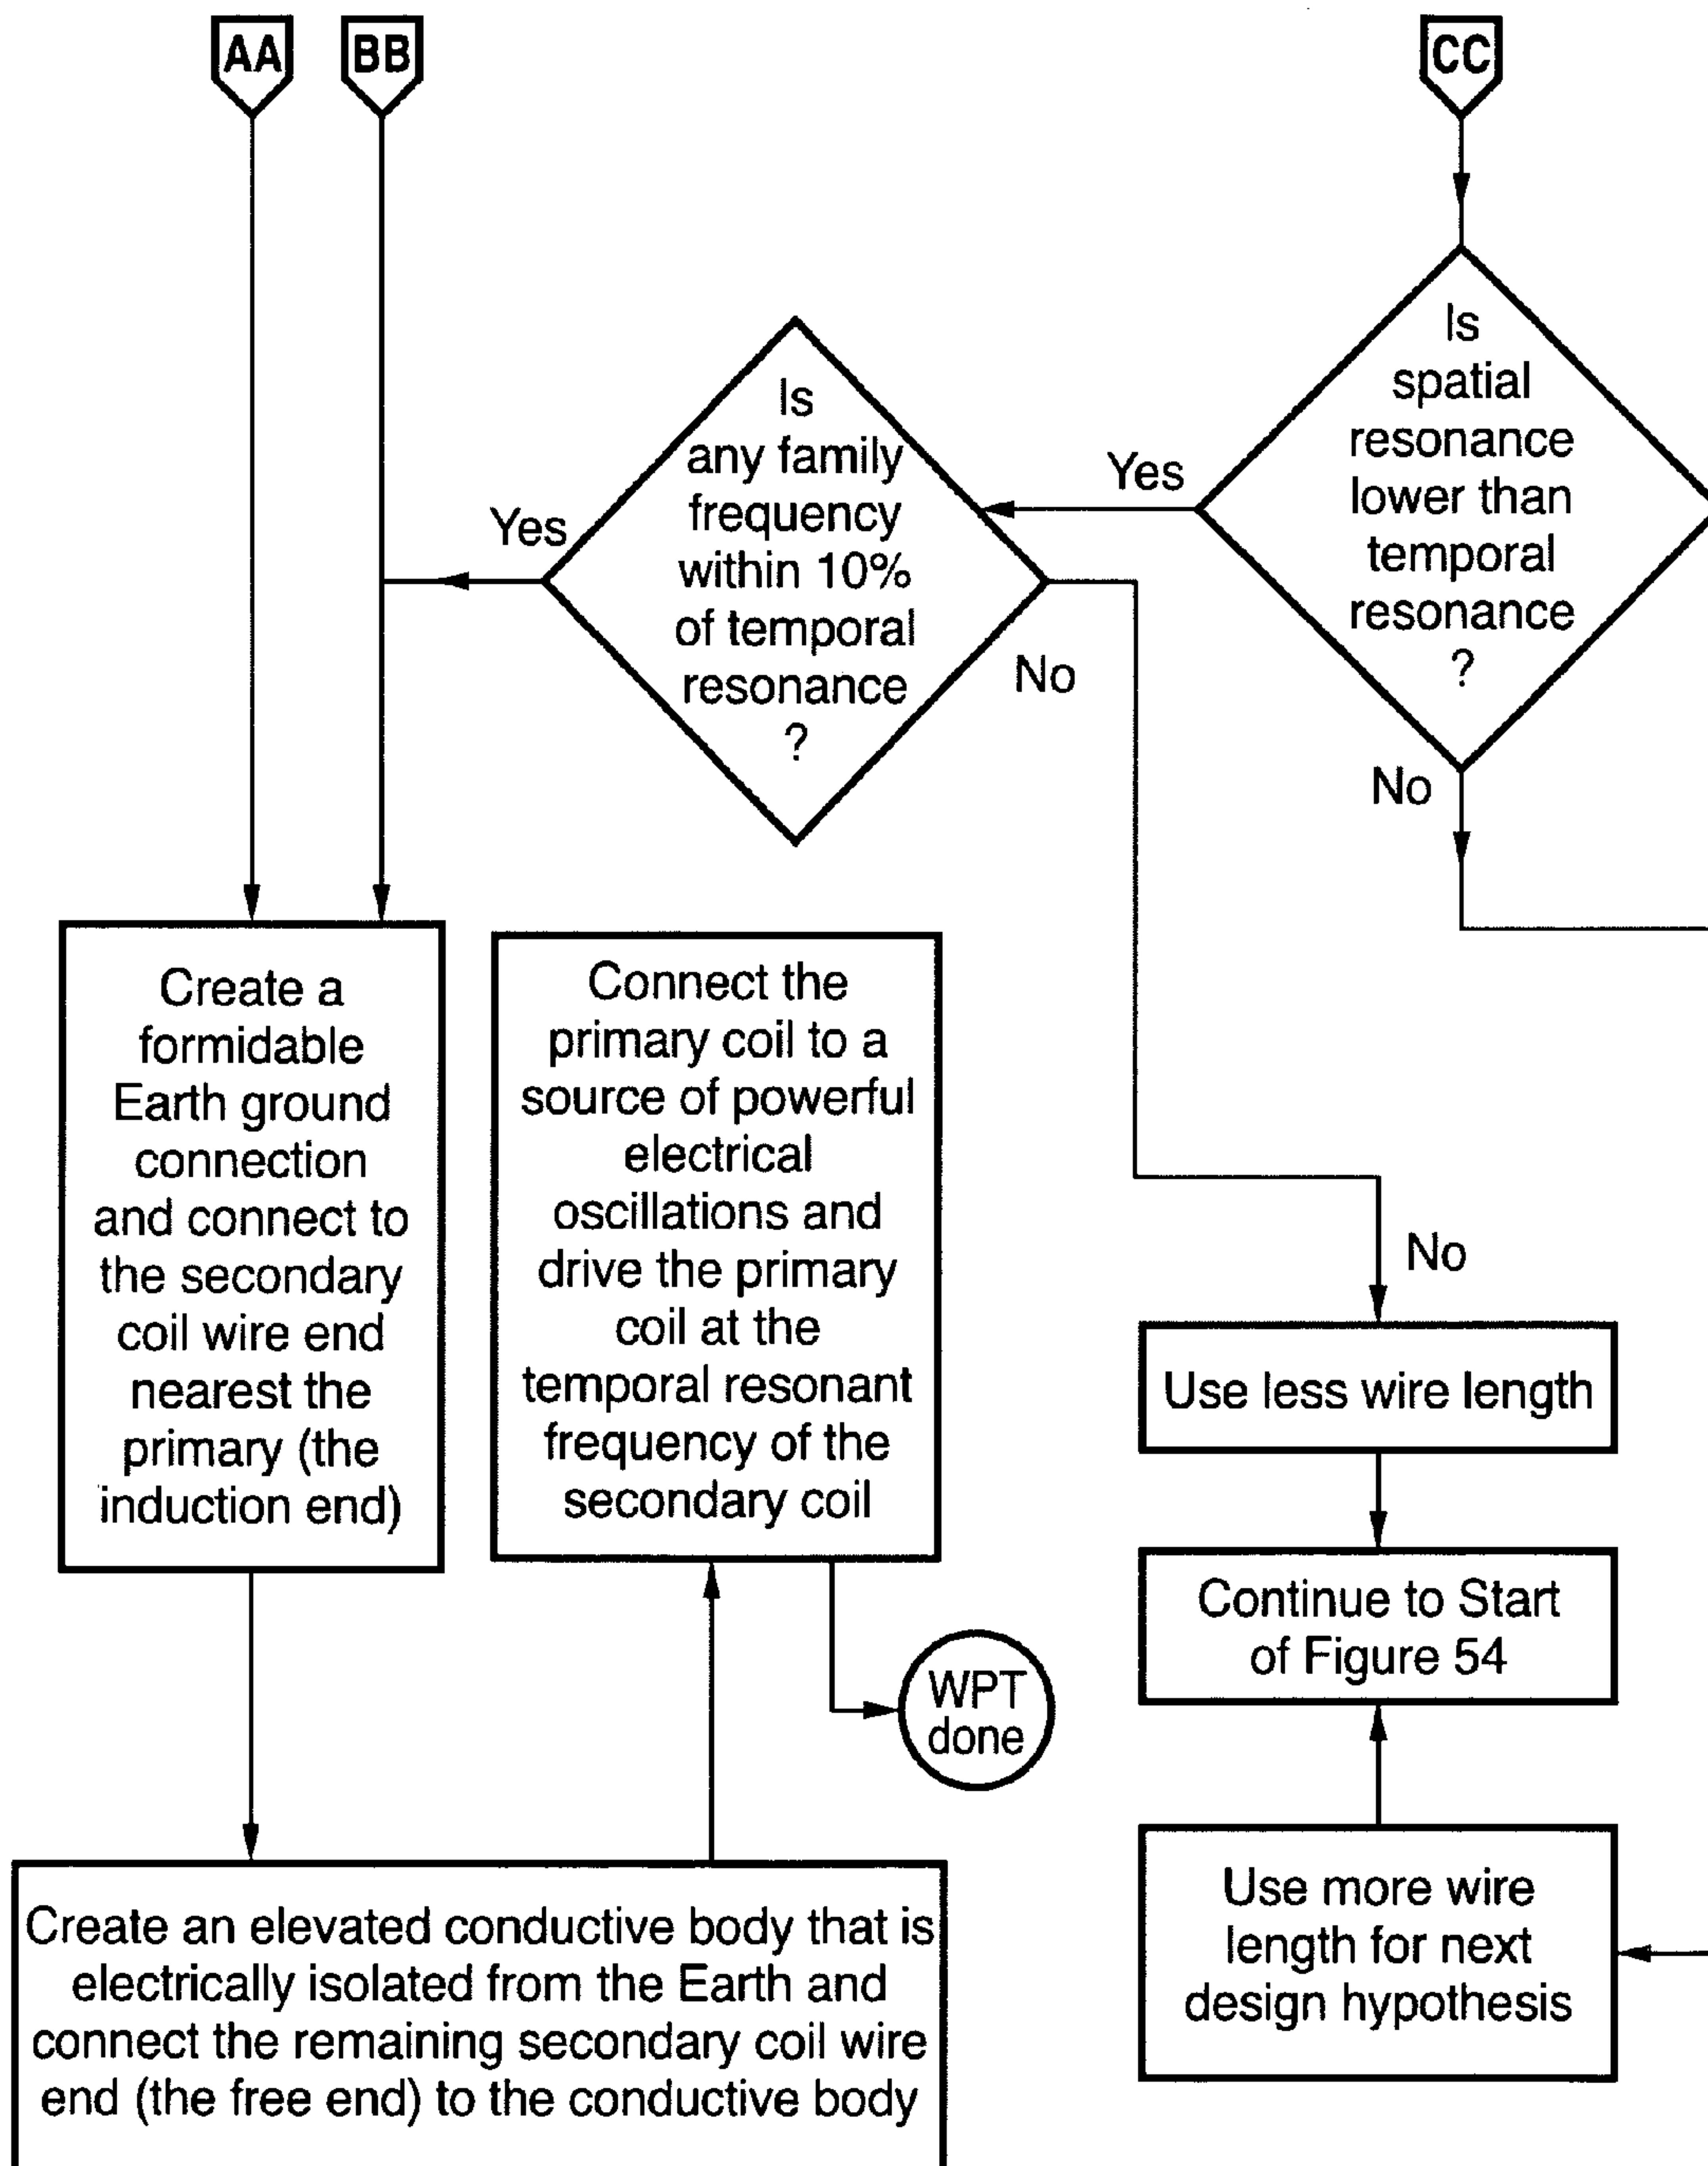 AA
BB
CC
Is
spatial
resonance
lower than
temporal
resonance
?
Yes
No
Is
any family
frequency
within 10%
of temporal
resonance
?
Yes
No
Create a
formidable
Earth ground
connection
and connect to
the secondary
coil wire end
nearest the
primary (the
induction end)
Connect the
primary coil to a
source of powerful
electrical
oscillations and
drive the primary
coil at the
temporal resonant
frequency of the
secondary coil
No
Use less wire length
Continue to Start
of Figure 54
WPT
done
Use more wire
length for next
design hypothesis
Create an elevated conductive body that is
electrically isolated from the Earth and
connect the remaining secondary coil wire
end (the free end) to the conductive body